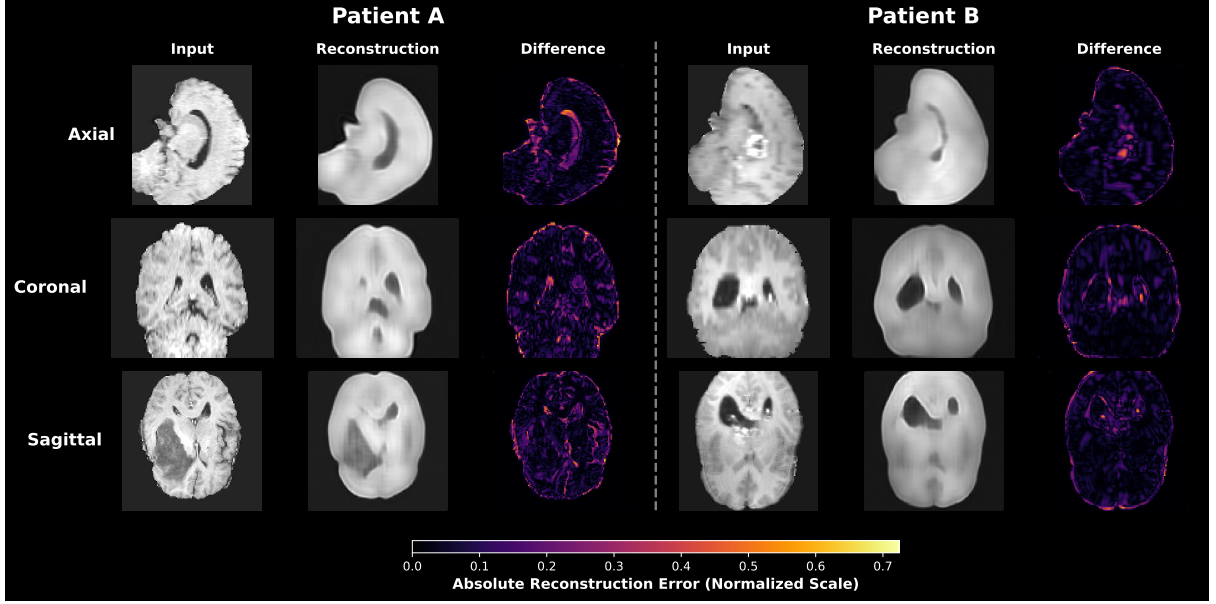 Patient A Patient B
Input Reconstruction Difference Input Reconstruction Difference
Axial
Coronal
Sagittal
0.0 0.1 0.2 0.3 0.4 0.5 0.6 0.7
Absolute Reconstruction Error (Normalized Scale)